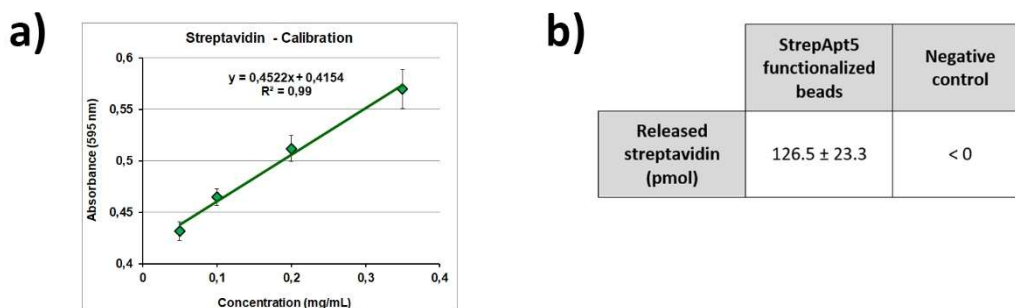 a)
Streptavidin - Calibration
y = 0,4522x + 0,4154
R² = 0,99
Absorbance (595 nm)
0,6
0,55
0,5
0,45
0,4
0
0,1
0,2
0,3
0,4
Concentration (mg/mL)
b)
StrepApt5
functionalized
beads
Negative
control
Released
streptavidin
(pmol)
126.5 ± 23.3
< 0